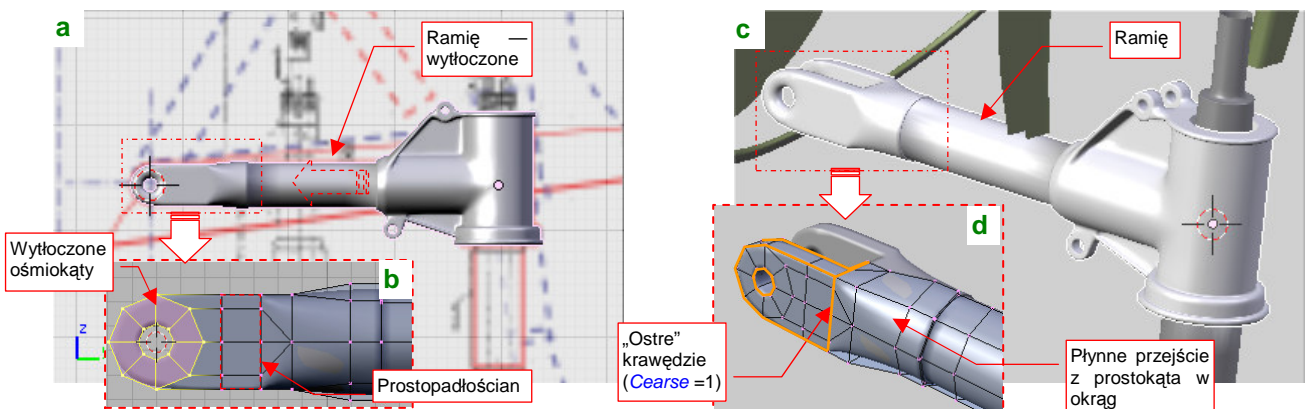 a
Ramię —
wytłoczone
Wytłoczone
ośmiokąty
b
z
Prostopadłościan
c
Ramię
d
„Ostre”
krawędzie
(Cearse =1)
Płynne przejście
z prostokąta w
okrąg